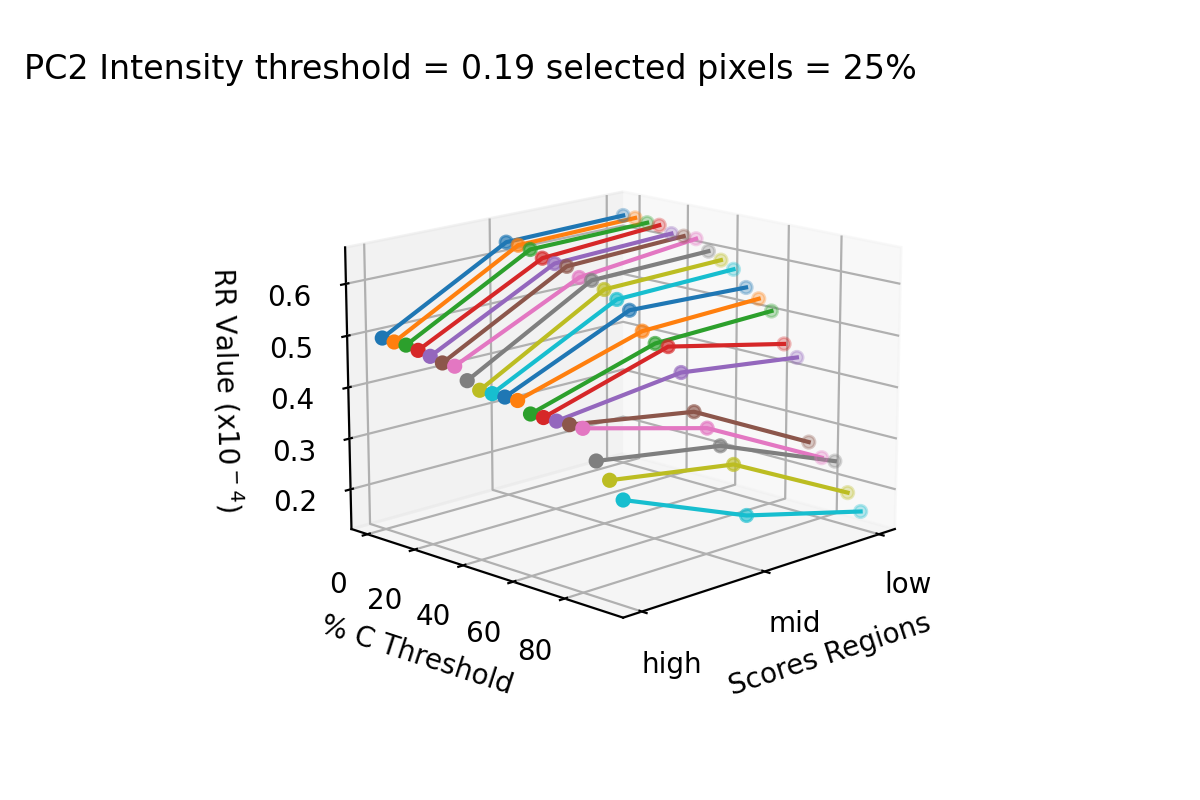 PC2 Intensity threshold = 0.19 selected pixels = 25%
RR Value (x10⁻⁴)
0.6
0.5
0.4
0.3
0.2
0
20
40
60
80
% C Threshold
high
mid
low
Scores Regions